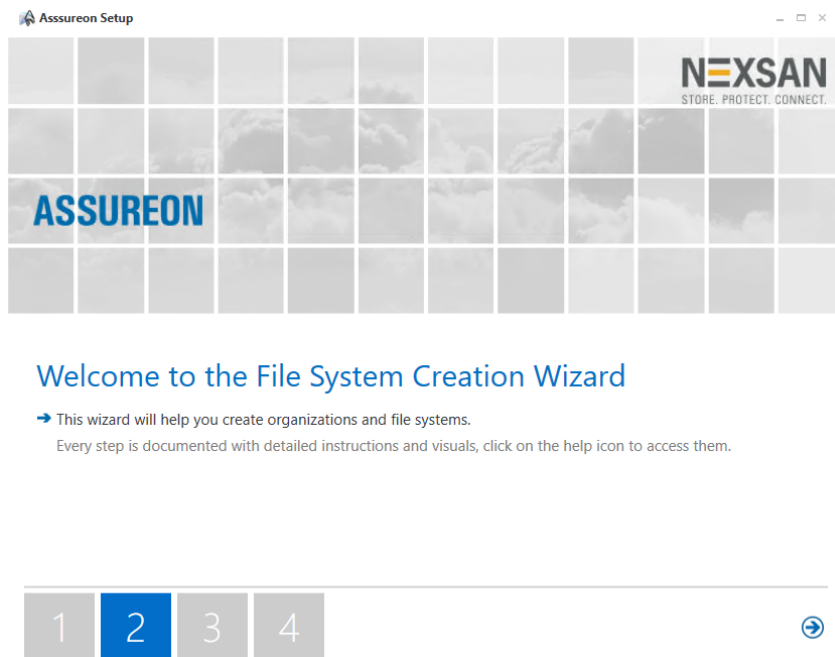 Asssureon Setup
NEXSAN
STORE. PROTECT. CONNECT.
ASSUREON
Welcome to the File System Creation Wizard
This wizard will help you create organizations and file systems.
Every step is documented with detailed instructions and visuals, click on the help icon to access them.
1 2 3 4